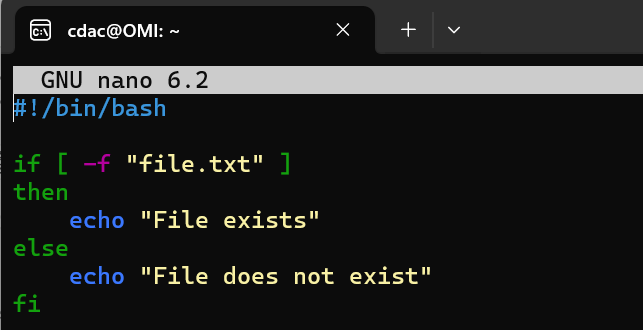 cdac@OMI: ~
GNU nano 6.2
#!/bin/bash

if [ -f "file.txt" ]
then
    echo "File exists"
else
    echo "File does not exist"
fi